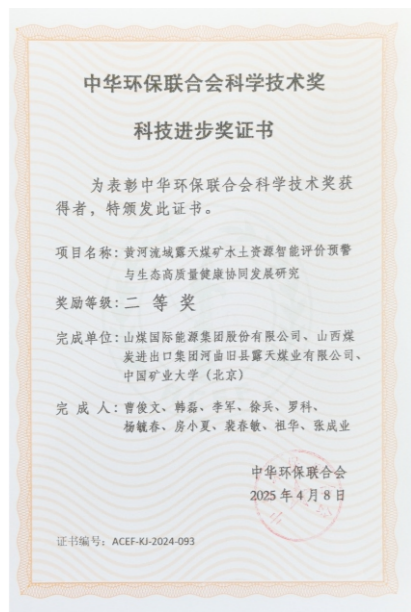 中华环保联合会科学技术奖
科技进步奖证书
为表彰中华环保联合会科学技术奖获
得者，特颁发此证书。
项目名称：黄河流域露天煤矿水土资源智能评价预警
与生态高质量健康协同发展研究
奖励等级：二等奖
完成单位：山煤国际能源集团股份有限公司、山西煤
炭进出口集团河曲旧县露天煤业有限公司、
中国矿业大学（北京）
完成人：曹俊文、韩磊、李军、徐兵、罗科、
杨毓春、房小夏、裴春敏、祖华、张成业
中华环保联合会
2025年4月8日
证书编号：ACEF-KJ-2024-093